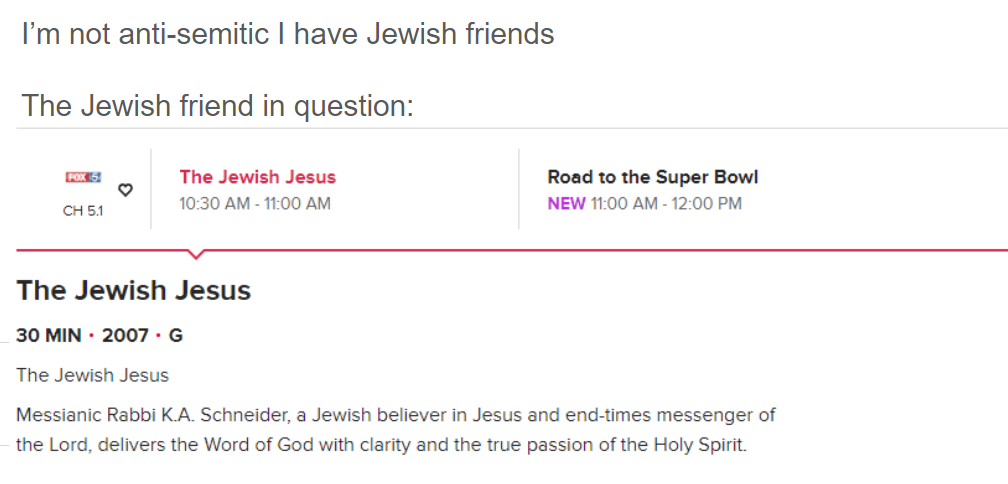 I’m not anti-semitic I have Jewish friends
The Jewish friend in question:
FOX 5
CH 5.1
The Jewish Jesus
10:30 AM - 11:00 AM
Road to the Super Bowl
NEW 11:00 AM - 12:00 PM
The Jewish Jesus
30 MIN • 2007 • G
The Jewish Jesus
Messianic Rabbi K.A. Schneider, a Jewish believer in Jesus and end-times messenger of
the Lord, delivers the Word of God with clarity and the true passion of the Holy Spirit.